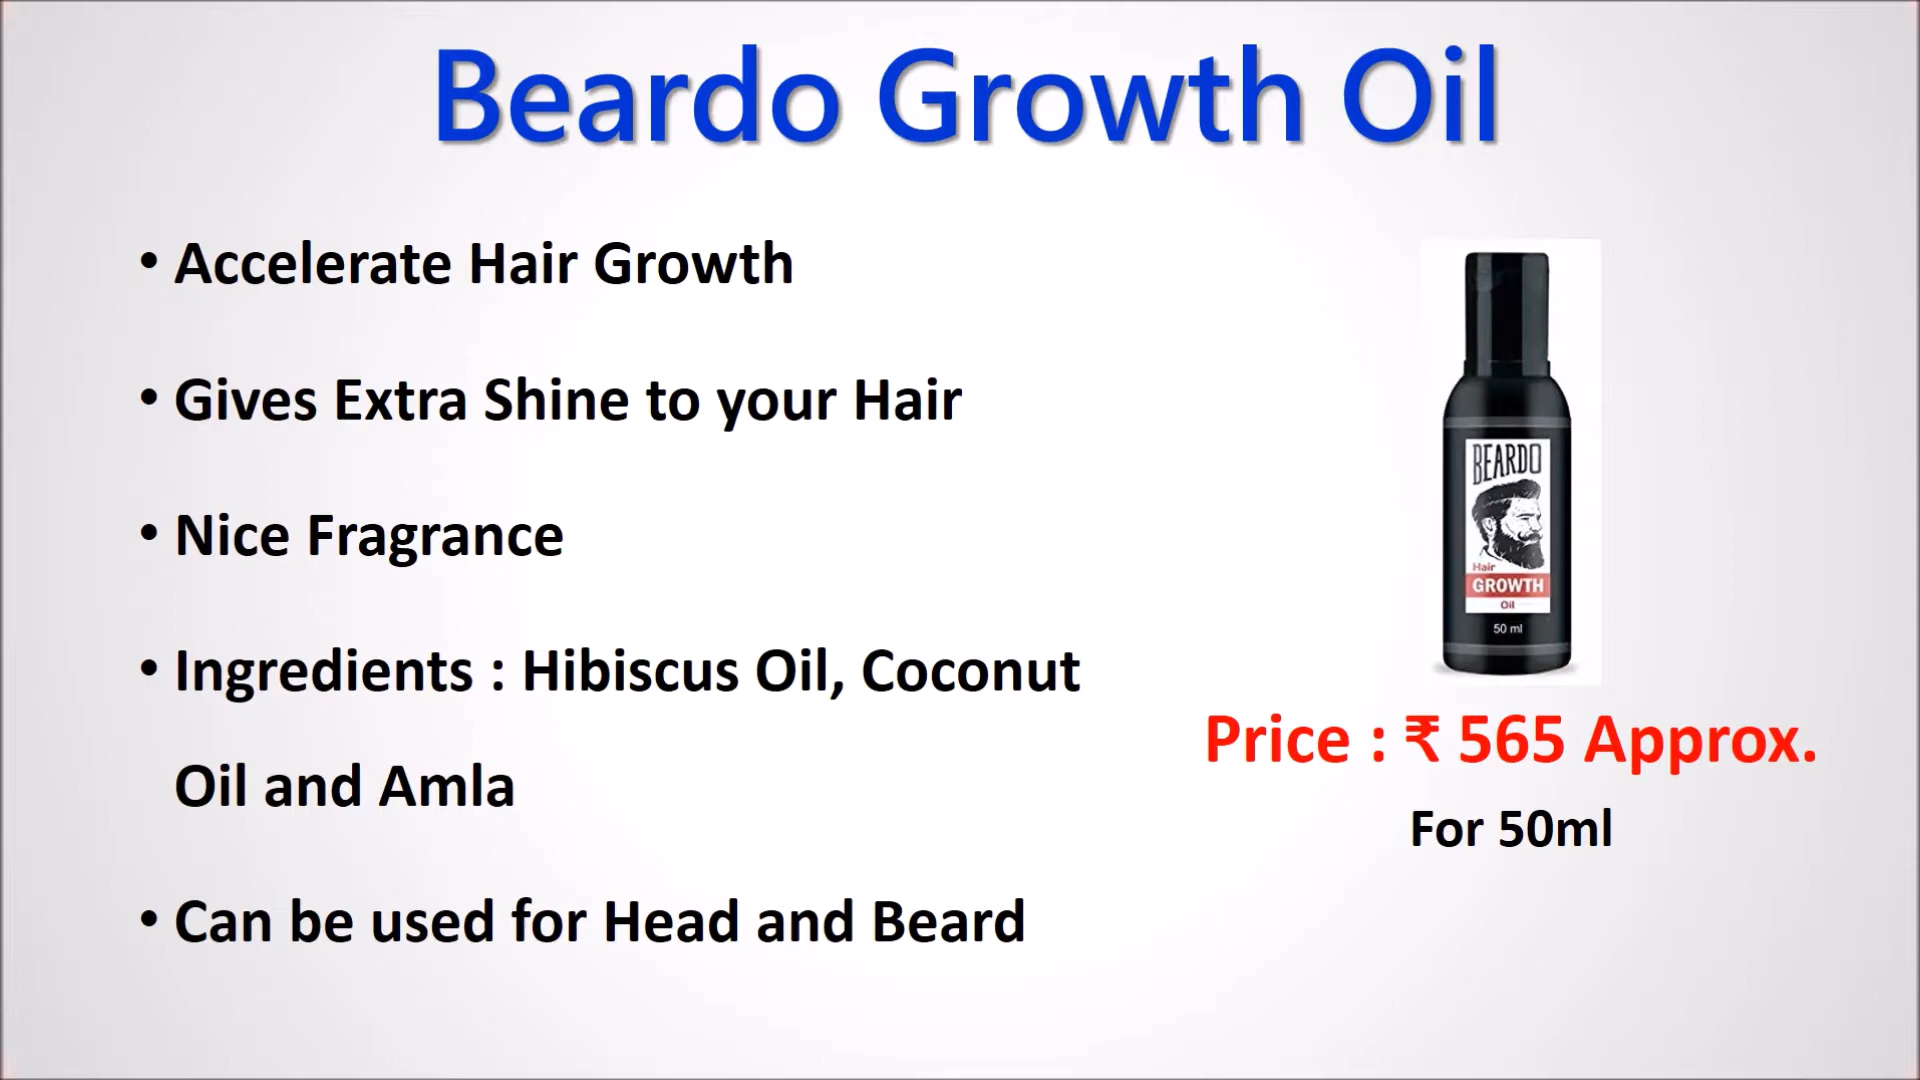 Beardo Growth Oil
• Accelerate Hair Growth
• Gives Extra Shine to your Hair
• Nice Fragrance
• Ingredients : Hibiscus Oil, Coconut
Oil and Amla
• Can be used for Head and Beard
BEARDO
Hair
GROWTH
Oil
50 ml
Price : ₹ 565 Approx.
For 50ml